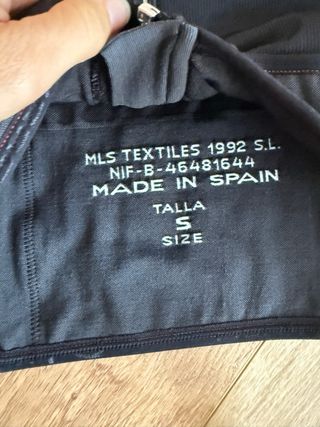 MLS TEXTILES 1992 S.L.
NIF-B-46481644
MADE IN SPAIN
TALLA
S
SIZE